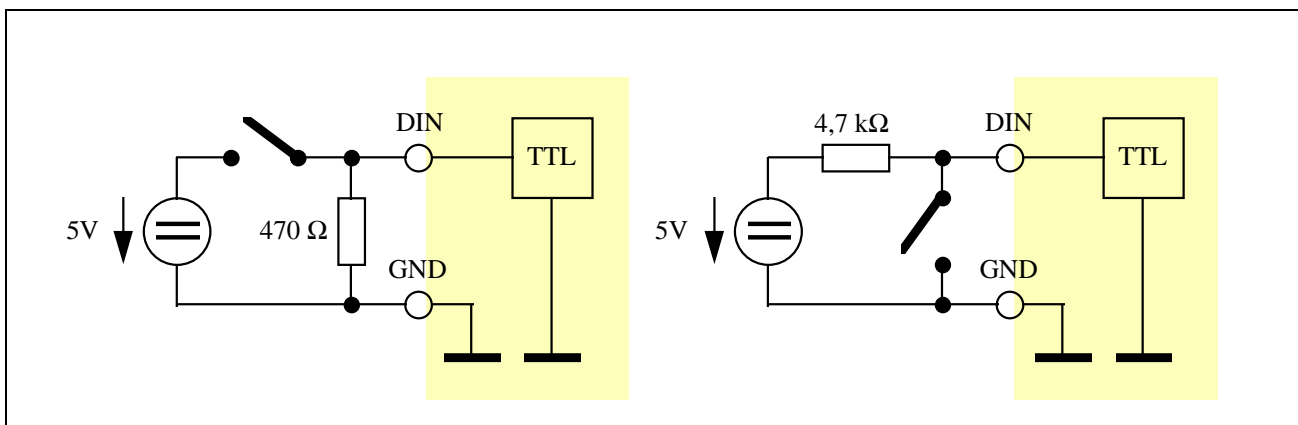 DIN
TTL
5V
470 Ω
GND
4,7 kΩ
DIN
TTL
5V
GND